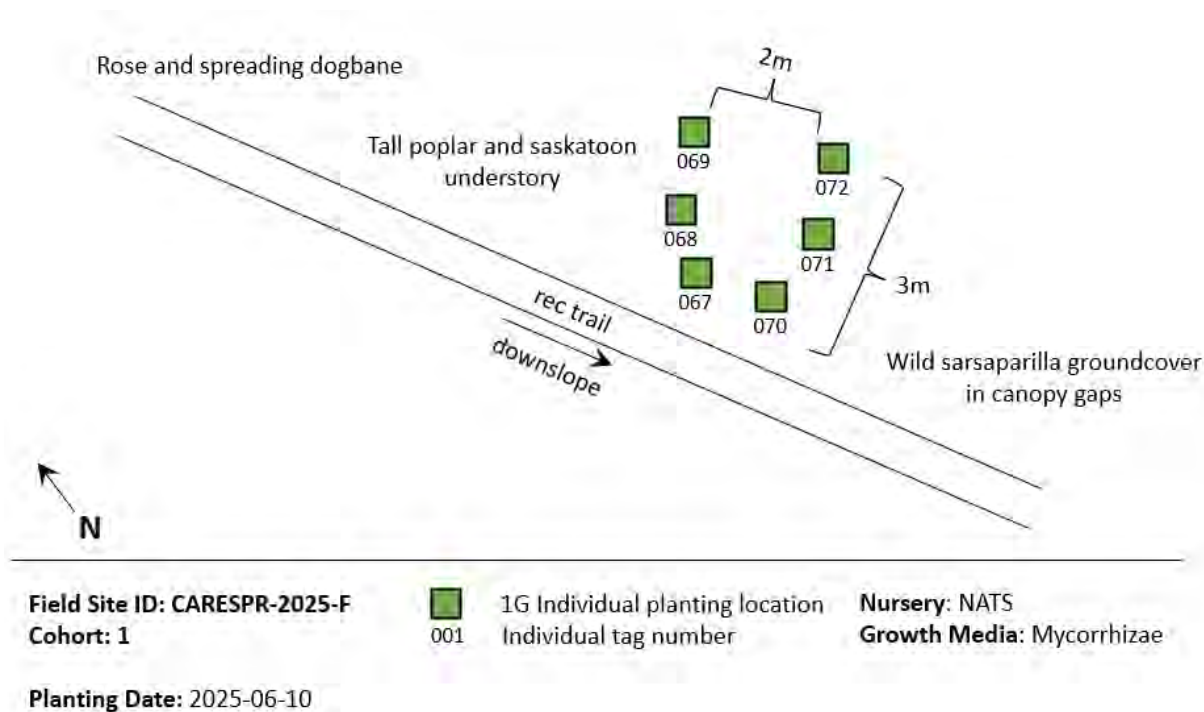 Rose and spreading dogbane
2m
Tall poplar and saskatoon
understory
069
072
068
071
067
070
3m
rec trail
downslope
Wild sarsaparilla groundcover
in canopy gaps
N
Field Site ID: CARESPR-2025-F
Cohort: 1
Planting Date: 2025-06-10
1G Individual planting location
001 Individual tag number
Nursery: NATS
Growth Media: Mycorrhizae